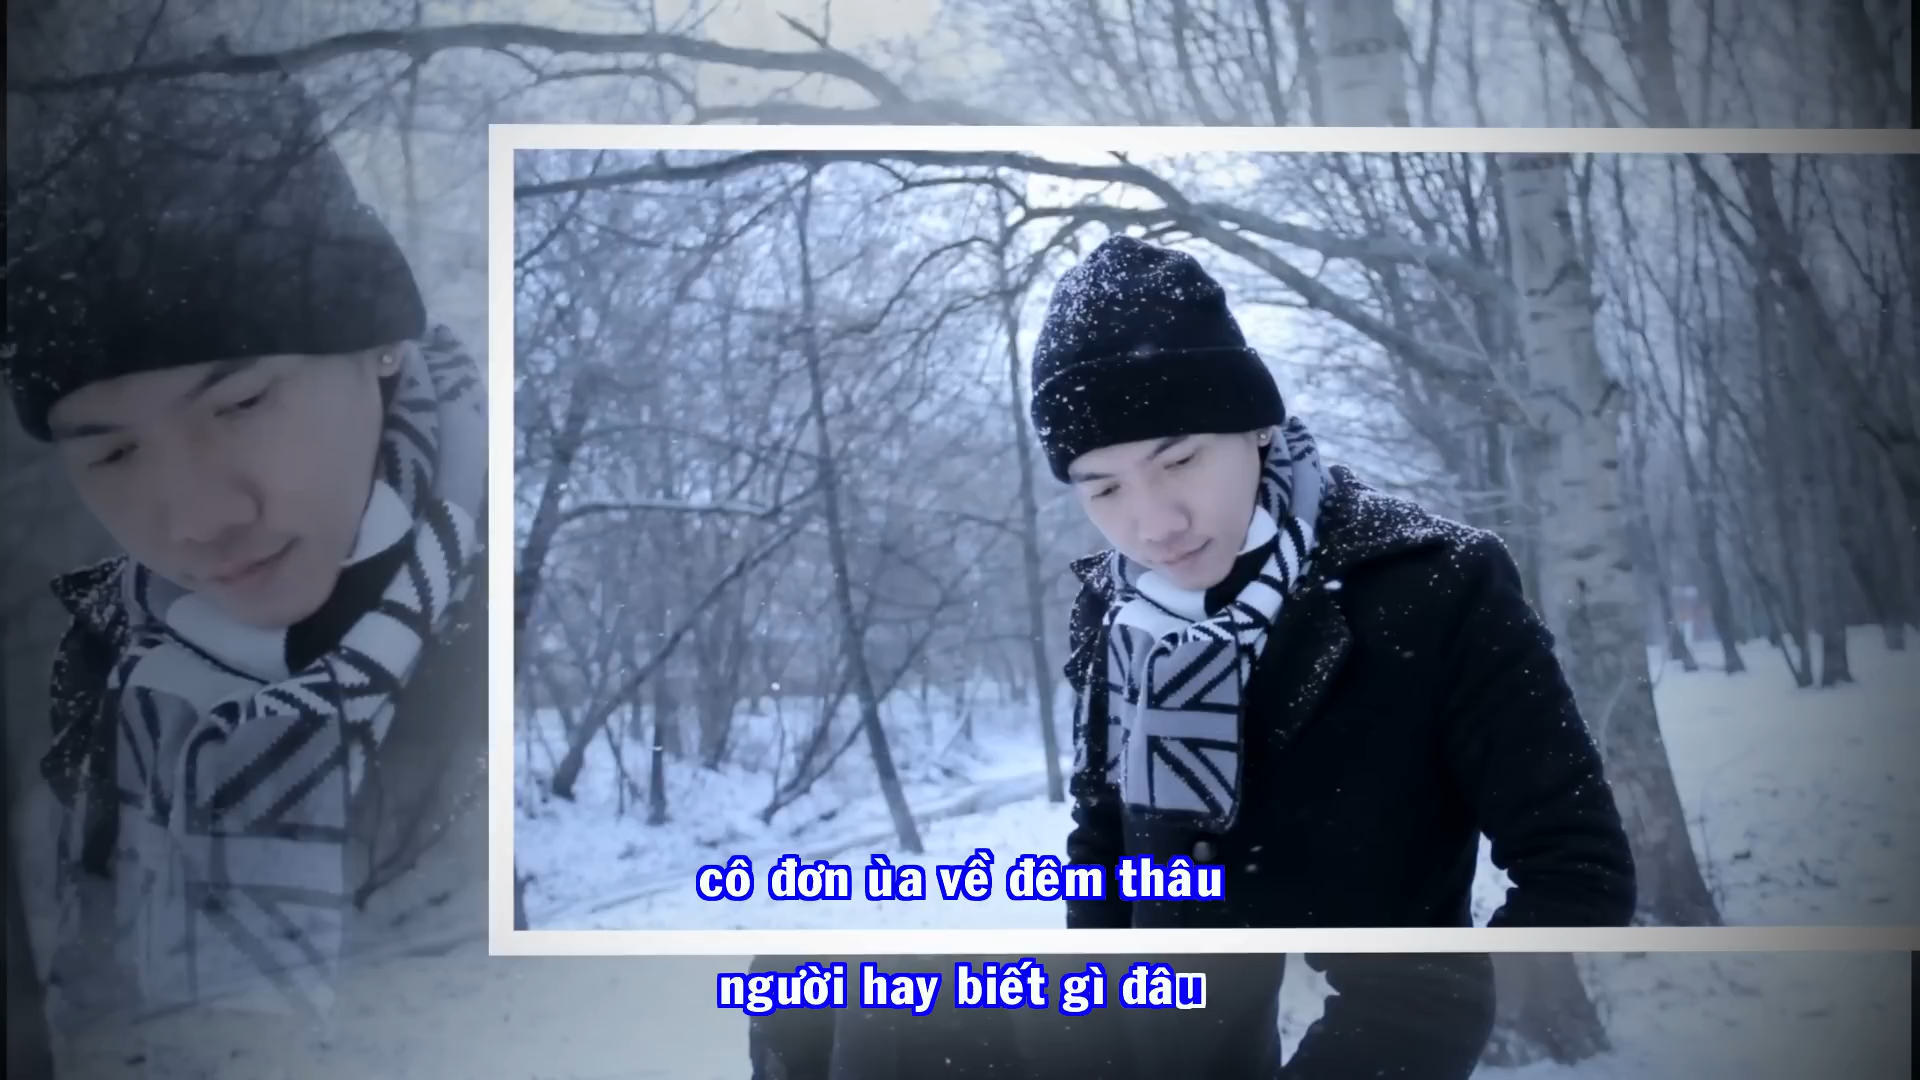 cô đơn ùa về đêm thâu
người hay biết gì đâu